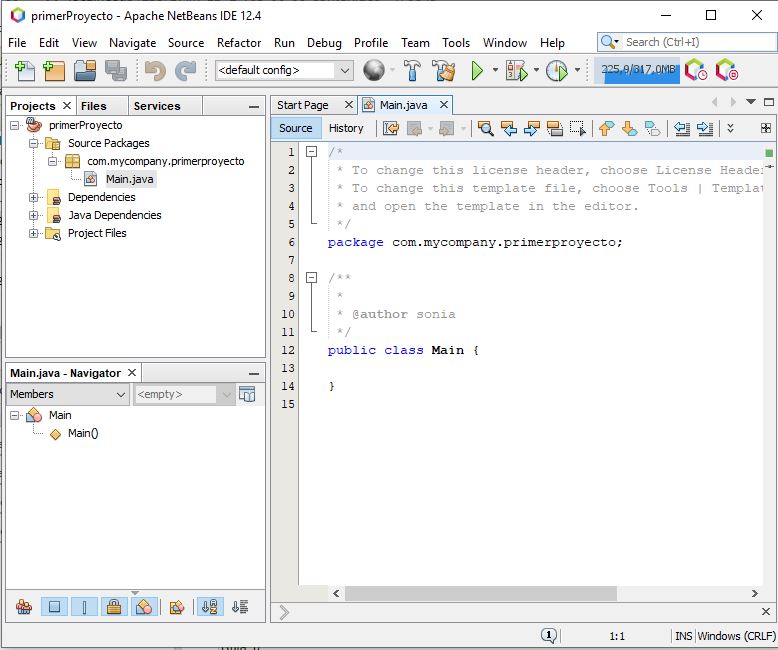 primerProyecto - Apache NetBeans IDE 12.4
File Edit View Navigate Source Refactor Run Debug Profile Team Tools Window Help
Search (Ctrl+I)
<default config>
225,9/817,0MB
Projects Files Services
primerProyecto
Source Packages
com.mycompany.primerproyecto
Main.java
Dependencies
Java Dependencies
Project Files
Main.java - Navigator
Members <empty>
Main
Main()
Start Page Main.java
Source History
1 /*
2 * To change this license header, choose License Header
3 * To change this template file, choose Tools | Templa
4 * and open the template in the editor.
5 */
6 package com.mycompany.primerproyecto;
7
8 /**
9 *
10 * @author sonia
11 */
12 public class Main {
13
14 }
15
1 1:1 INS Windows (CRLF)